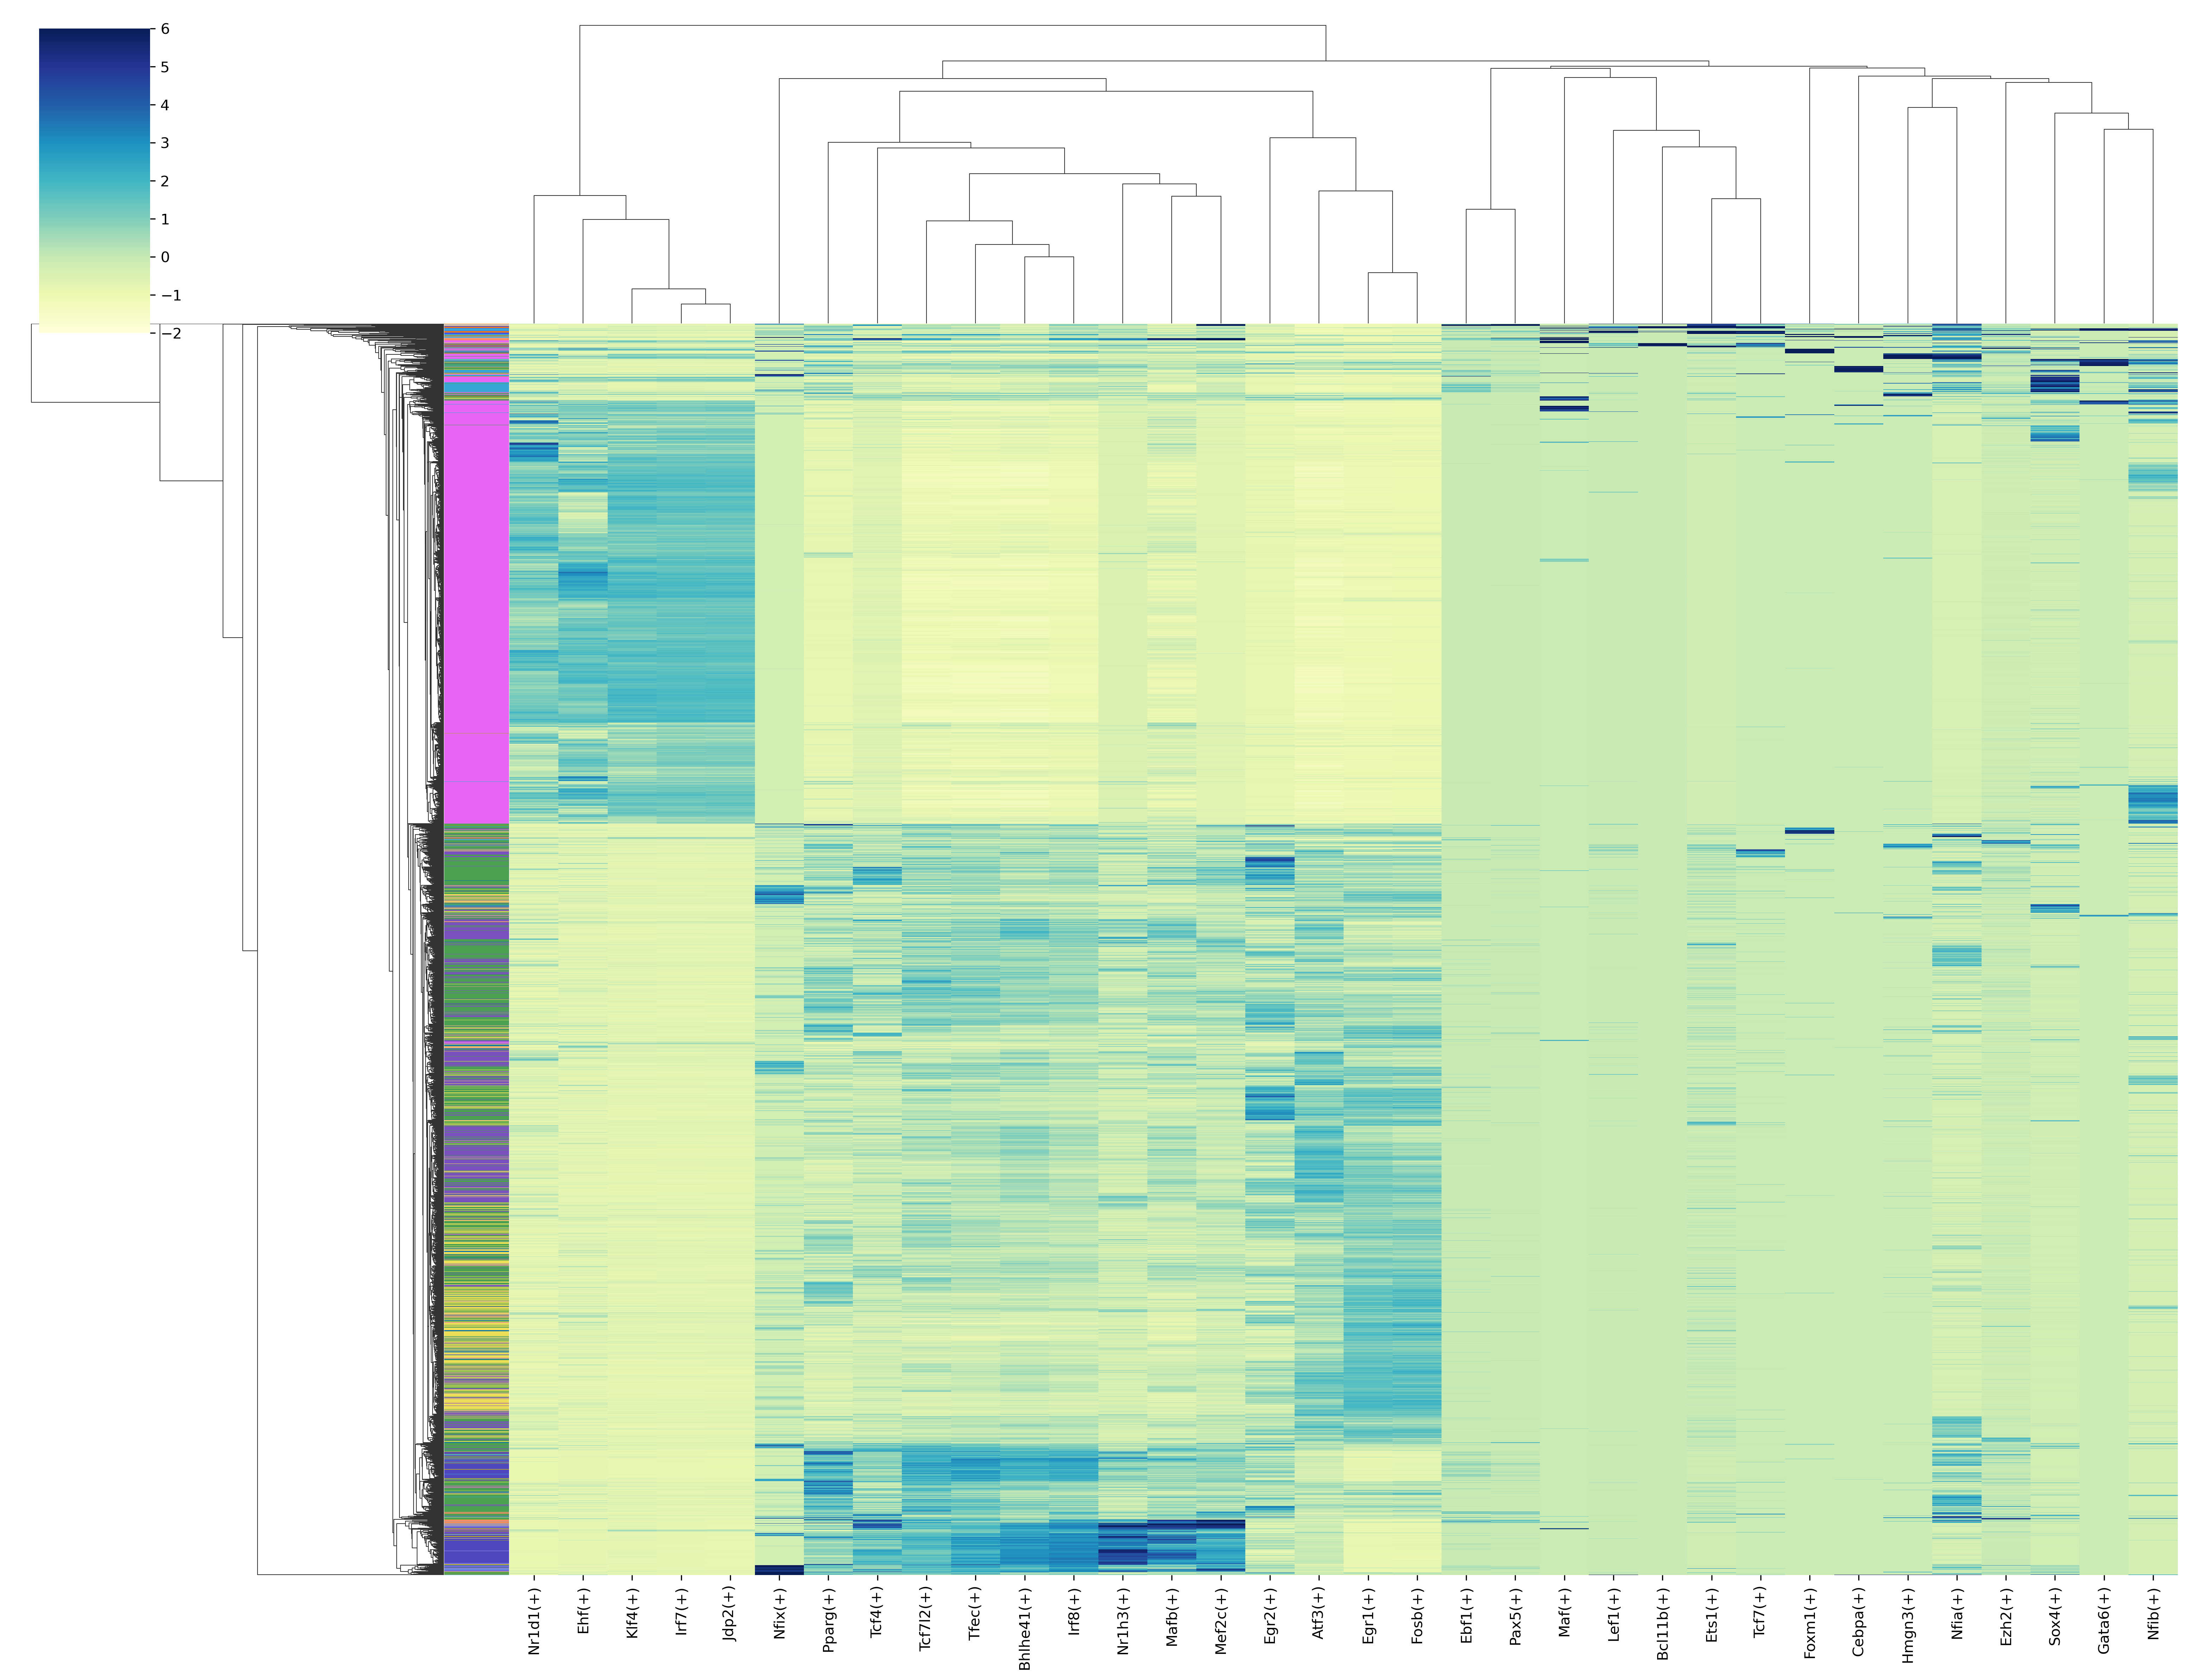 6
5
4
3
2
1
0
−1
−2
Nr1d1(+)
Ehf(+)
Klf4(+)
Irf7(+)
Jdp2(+)
Nfix(+)
Pparg(+)
Tcf4(+)
Tcf7l2(+)
Tfec(+)
Bhlhe41(+)
Irf8(+)
Nr1h3(+)
Mafb(+)
Mef2c(+)
Egr2(+)
Atf3(+)
Egr1(+)
Fosb(+)
Ebf1(+)
Pax5(+)
Maf(+)
Lef1(+)
Bcl11b(+)
Ets1(+)
Tcf7(+)
Foxm1(+)
Cebpa(+)
Hmgn3(+)
Nfia(+)
Ezh2(+)
Sox4(+)
Gata6(+)
Nfib(+)